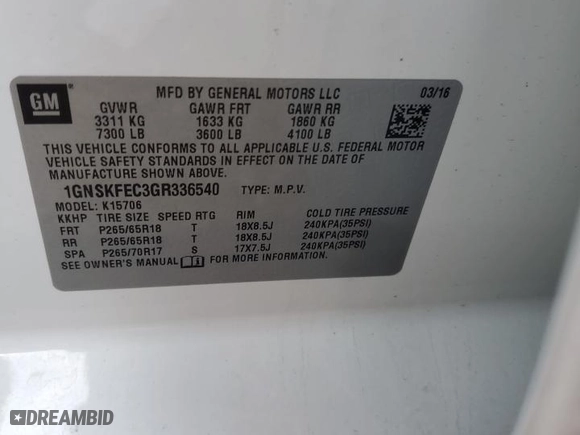 GM
MFD BY GENERAL MOTORS LLC 03/16
GVWR GAWR FRT GAWR RR
3311 KG 1633 KG 1860 KG
7300 LB 3600 LB 4100 LB
THIS VEHICLE CONFORMS TO ALL APPLICABLE U.S. FEDERAL MOTOR
VEHICLE SAFETY STANDARDS IN EFFECT ON THE DATE OF
MANUFACTURE SHOWN ABOVE.
1GNSKFEC3GR336540 TYPE: M.P.V.
MODEL: K15706
KKHP TIRE SIZE SPEED RTG RIM COLD TIRE PRESSURE
FRT P265/65R18 T 18X8.5J 240KPA(35PSI)
RR P265/65R18 T 18X8.5J 240KPA(35PSI)
SPA P265/70R17 S 17X7.5J 240KPA(35PSI)
SEE OWNER'S MANUAL FOR MORE INFORMATION.
DREAMBID